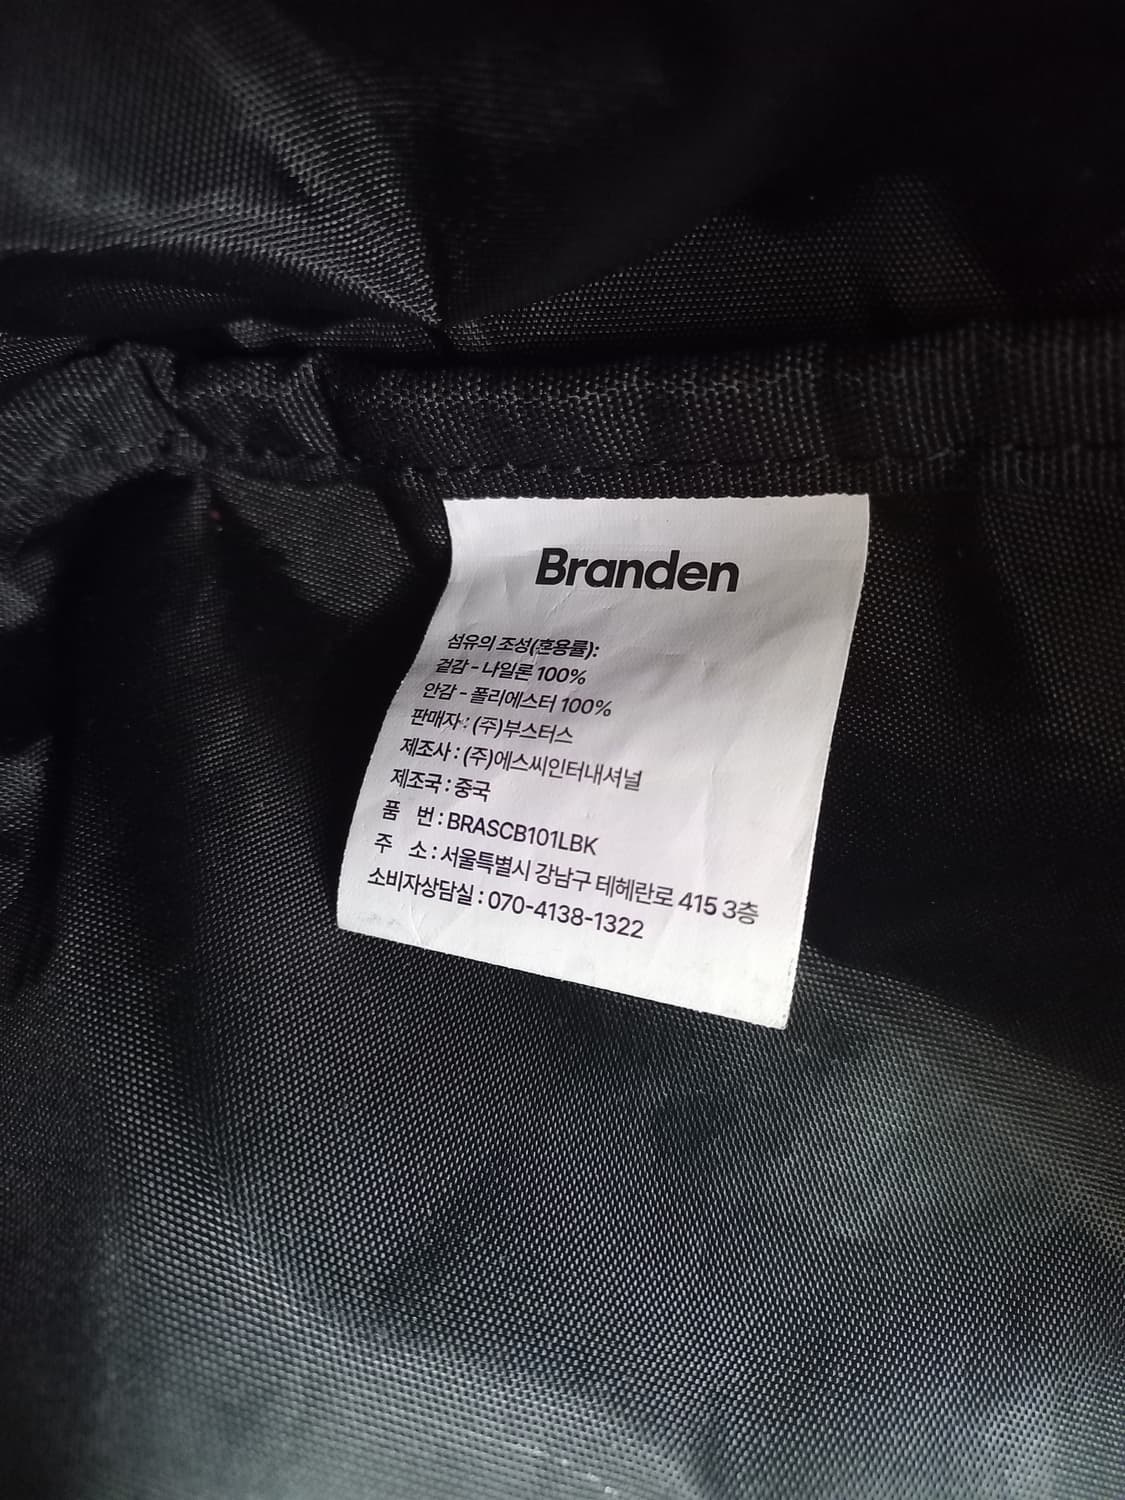 Branden
섬유의 조성(혼용률):
겉감 - 나일론 100%
안감 - 폴리에스터 100%
판매자 : (주)부스터스
제조사 : (주)에스씨인터내셔널
제조국 : 중국
품 번 : BRASCB101LBK
주 소 : 서울특별시 강남구 테헤란로 415 3층
소비자상담실 : 070-4138-1322